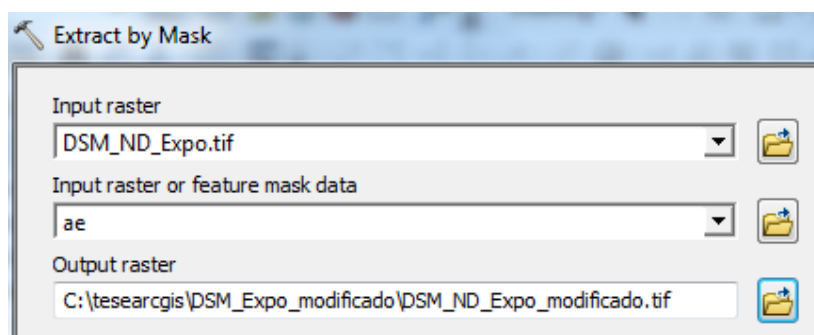 Extract by Mask
Input raster
DSM_ND_Expo.tif
Input raster or feature mask data
ae
Output raster
C:\tesearcgis\DSM_Expo_modificado\DSM_ND_Expo_modificado.tif